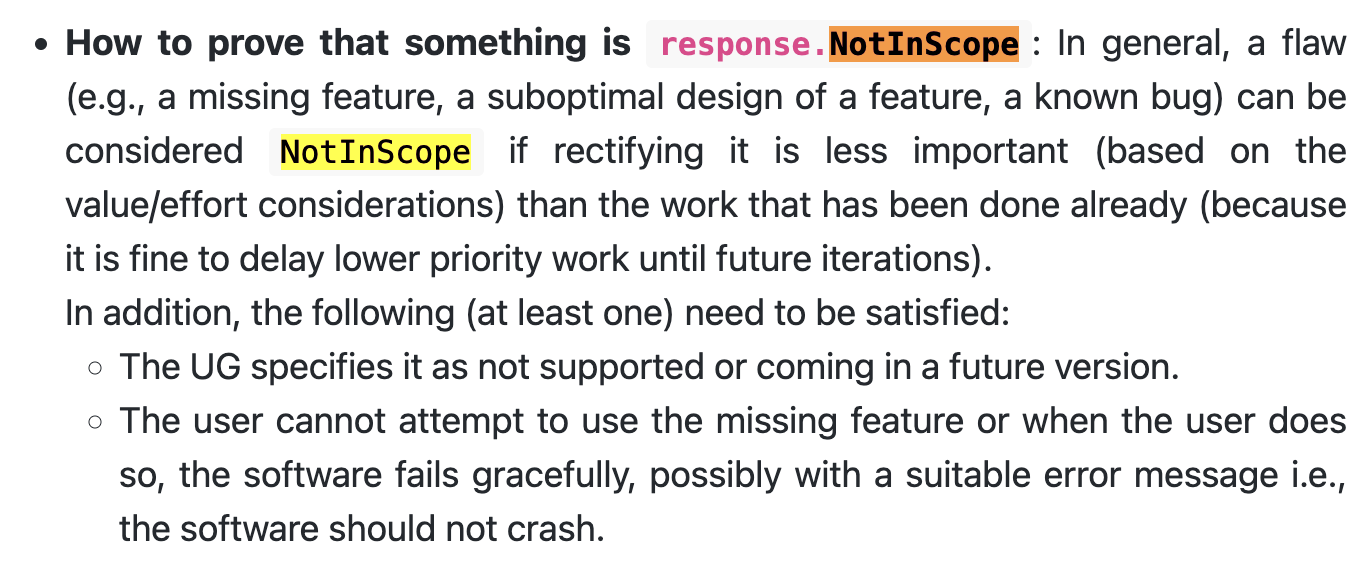 • How to prove that something is response.NotInScope : In general, a flaw
(e.g., a missing feature, a suboptimal design of a feature, a known bug) can be
considered NotInScope if rectifying it is less important (based on the
value/effort considerations) than the work that has been done already (because
it is fine to delay lower priority work until future iterations).
In addition, the following (at least one) need to be satisfied:
○ The UG specifies it as not supported or coming in a future version.
○ The user cannot attempt to use the missing feature or when the user does
so, the software fails gracefully, possibly with a suitable error message i.e.,
the software should not crash.